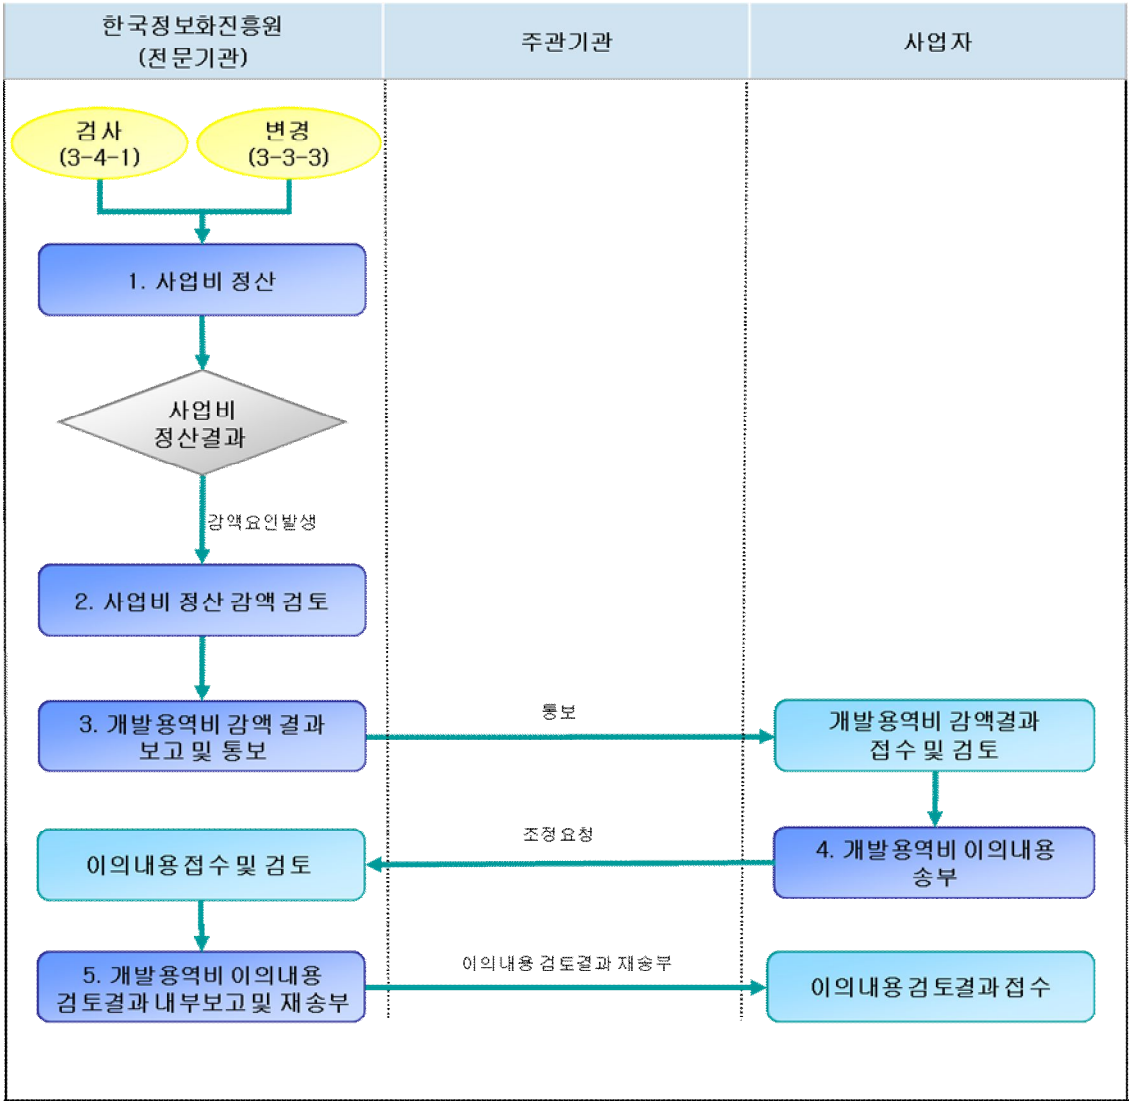 한국정보화진흥원
(전문기관)
주관기관
사업자
검사
(3-4-1)
변경
(3-3-3)
1. 사업비 정산
사업비
정산결과
감액요인발생
2. 사업비 정산 감액 검토
3. 개발용역비 감액 결과
보고 및 통보
통보
개발용역비 감액결과
접수 및 검토
조정요청
4. 개발용역비 이의내용
송부
이의내용접수 및 검토
5. 개발용역비 이의내용
검토결과 내부보고 및 재송부
이의내용 검토결과 재송부
이의내용 검토결과 접수